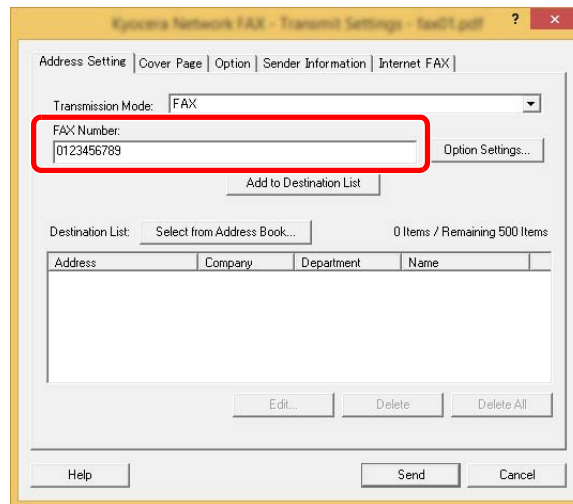 Kyocera Network FAX - Transmit Settings - fax01.pdf ? ×
Address Setting Cover Page Option Sender Information Internet FAX
Transmission Mode: FAX
FAX Number:
0123456789 Option Settings...
Add to Destination List
Destination List: Select from Address Book... 0 Items / Remaining 500 Items
Address Company Department Name
Edit... Delete Delete All
Help Send Cancel